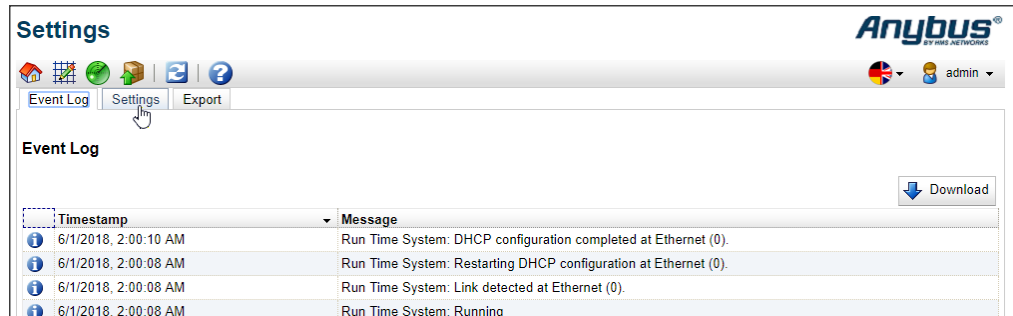 Settings
Anybus®
BY HMS NETWORKS
admin
Event Log Settings Export
Event Log
Download
Timestamp Message
6/1/2018, 2:00:10 AM Run Time System: DHCP configuration completed at Ethernet (0).
6/1/2018, 2:00:08 AM Run Time System: Restarting DHCP configuration at Ethernet (0).
6/1/2018, 2:00:08 AM Run Time System: Link detected at Ethernet (0).
6/1/2018, 2:00:08 AM Run Time System: Running